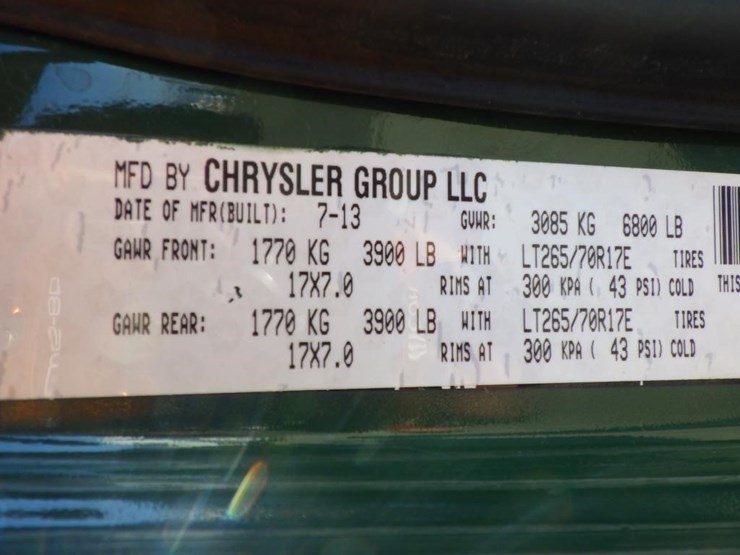 MFD BY CHRYSLER GROUP LLC
DATE OF MFR(BUILT): 7-13 GVWR: 3085 KG 6800 LB
GAWR FRONT: 1770 KG 3900 LB WITH LT265/70R17E TIRES
17X7.0 RIMS AT 300 KPA ( 43 PSI) COLD THIS
GAWR REAR: 1770 KG 3900 LB WITH LT265/70R17E TIRES
17X7.0 RIMS AT 300 KPA ( 43 PSI) COLD